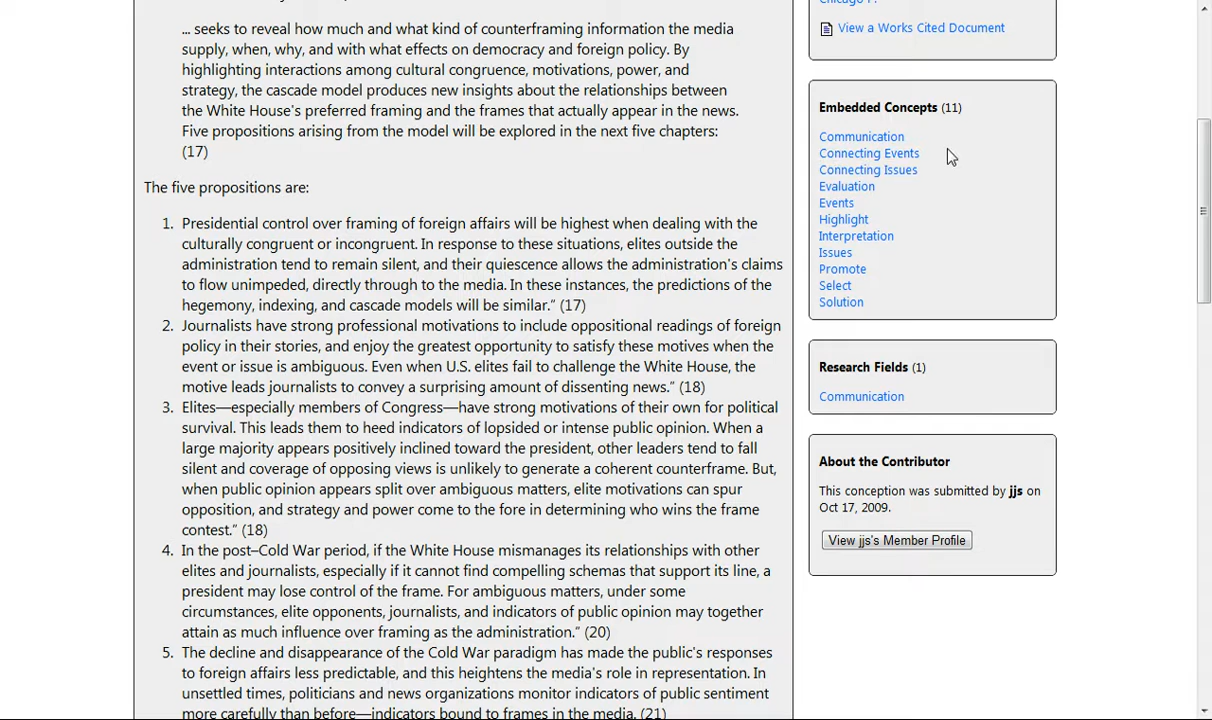 ... seeks to reveal how much and what kind of counterframing information the media
supply, when, why, and with what effects on democracy and foreign policy. By
highlighting interactions among cultural congruence, motivations, power, and
strategy, the cascade model produces new insights about the relationships between
the White House's preferred framing and the frames that actually appear in the news.
Five propositions arising from the model will be explored in the next five chapters:
(17)
The five propositions are:
1. Presidential control over framing of foreign affairs will be highest when dealing with the
culturally congruent or incongruent. In response to these situations, elites outside the
administration tend to remain silent, and their quiescence allows the administration's claims
to flow unimpeded, directly through to the media. In these instances, the predictions of the
hegemony, indexing, and cascade models will be similar.” (17)
2. Journalists have strong professional motivations to include oppositional readings of foreign
policy in their stories, and enjoy the greatest opportunity to satisfy these motives when the
event or issue is ambiguous. Even when U.S. elites fail to challenge the White House, the
motive leads journalists to convey a surprising amount of dissenting news.” (18)
3. Elites—especially members of Congress—have strong motivations of their own for political
survival. This leads them to heed indicators of lopsided or intense public opinion. When a
large majority appears positively inclined toward the president, other leaders tend to fall
silent and coverage of opposing views is unlikely to generate a coherent counterframe. But,
when public opinion appears split over ambiguous matters, elite motivations can spur
opposition, and strategy and power come to the fore in determining who wins the frame
contest.” (18)
4. In the post–Cold War period, if the White House mismanages its relationships with other
elites and journalists, especially if it cannot find compelling schemas that support its line, a
president may lose control of the frame. For ambiguous matters, under some
circumstances, elite opponents, journalists, and indicators of public opinion may together
attain as much influence over framing as the administration.” (20)
5. The decline and disappearance of the Cold War paradigm has made the public's responses
to foreign affairs less predictable, and this heightens the media's role in representation. In
unsettled times, politicians and news organizations monitor indicators of public sentiment
more carefully than before—indicators bound to frames in the media. (21)
Chicago
View a Works Cited Document
Embedded Concepts (11)
Communication
Connecting Events
Connecting Issues
Evaluation
Events
Highlight
Interpretation
Issues
Promote
Select
Solution
Research Fields (1)
Communication
About the Contributor
This conception was submitted by jjs on
Oct 17, 2009.
View jjs's Member Profile